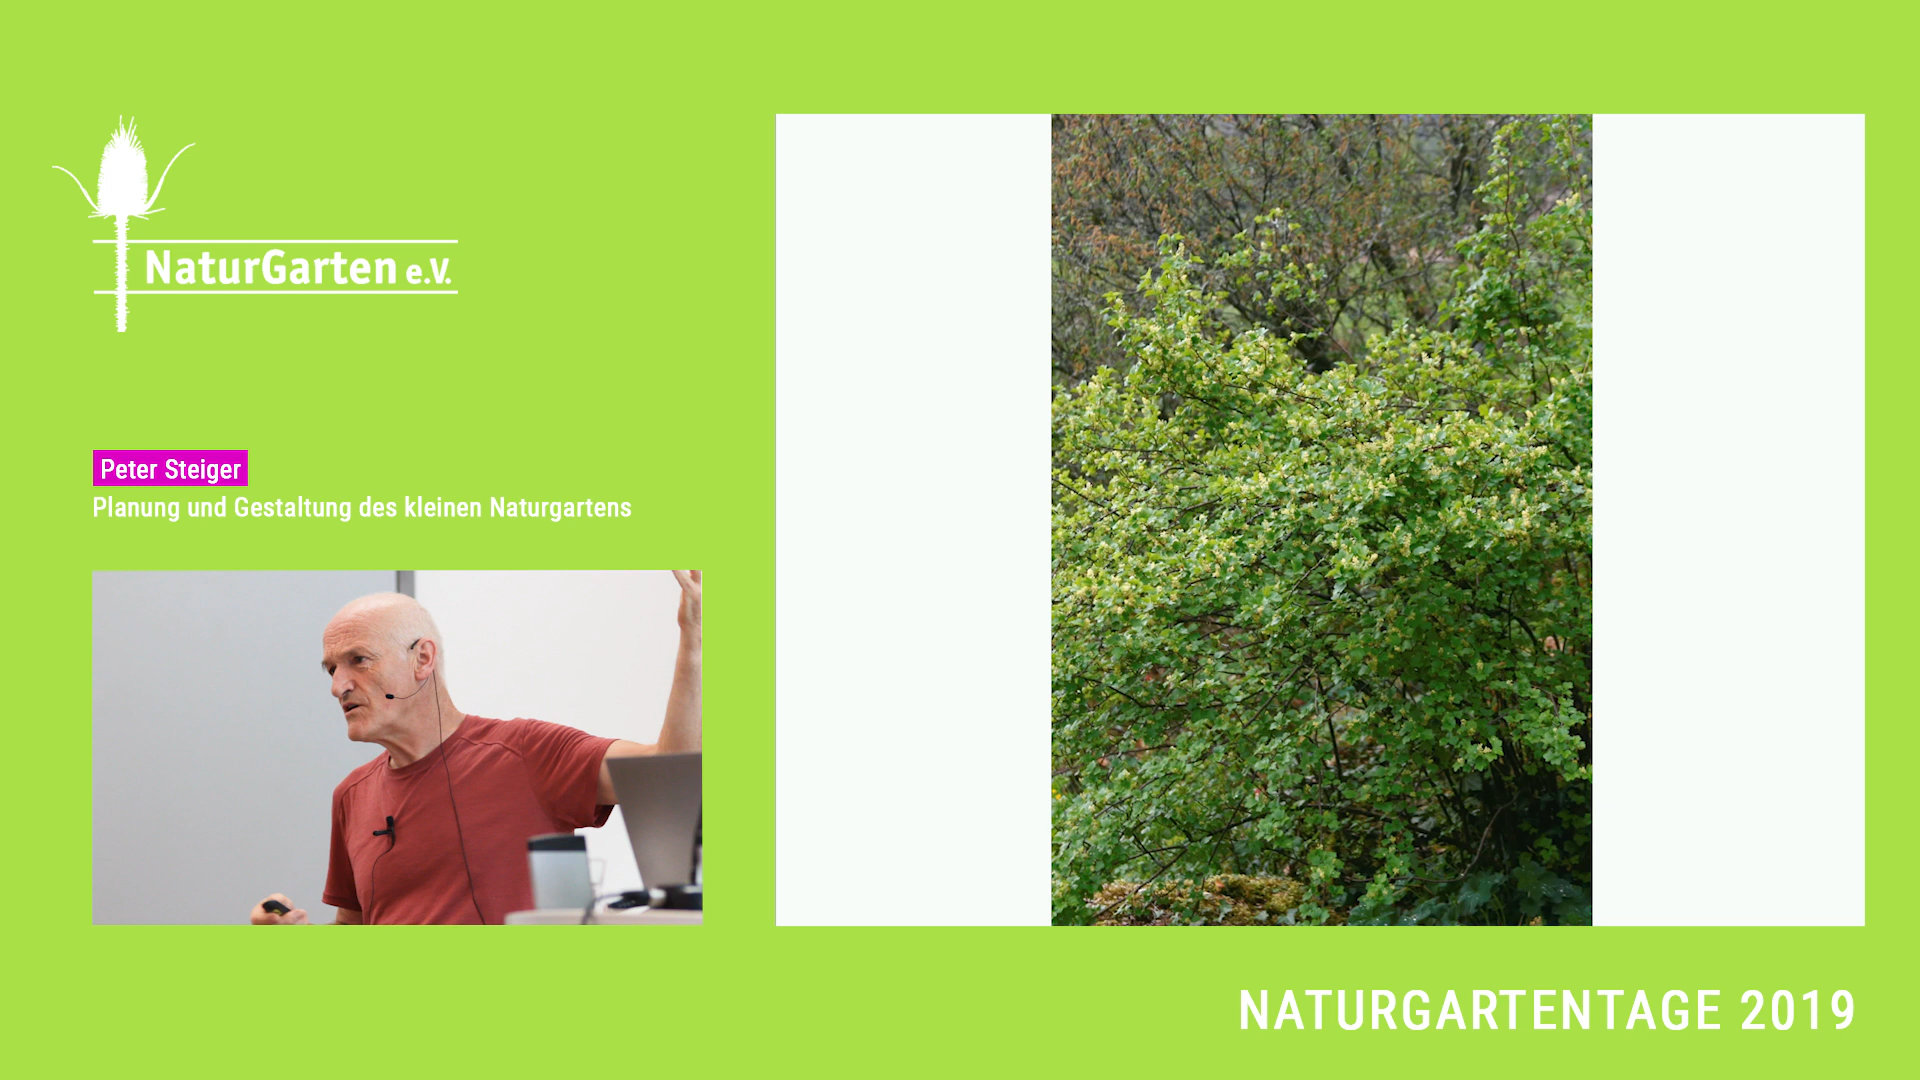 NaturGarten e.V.
Peter Steiger
Planung und Gestaltung des kleinen Naturgartens
NATURGARTENTAGE 2019